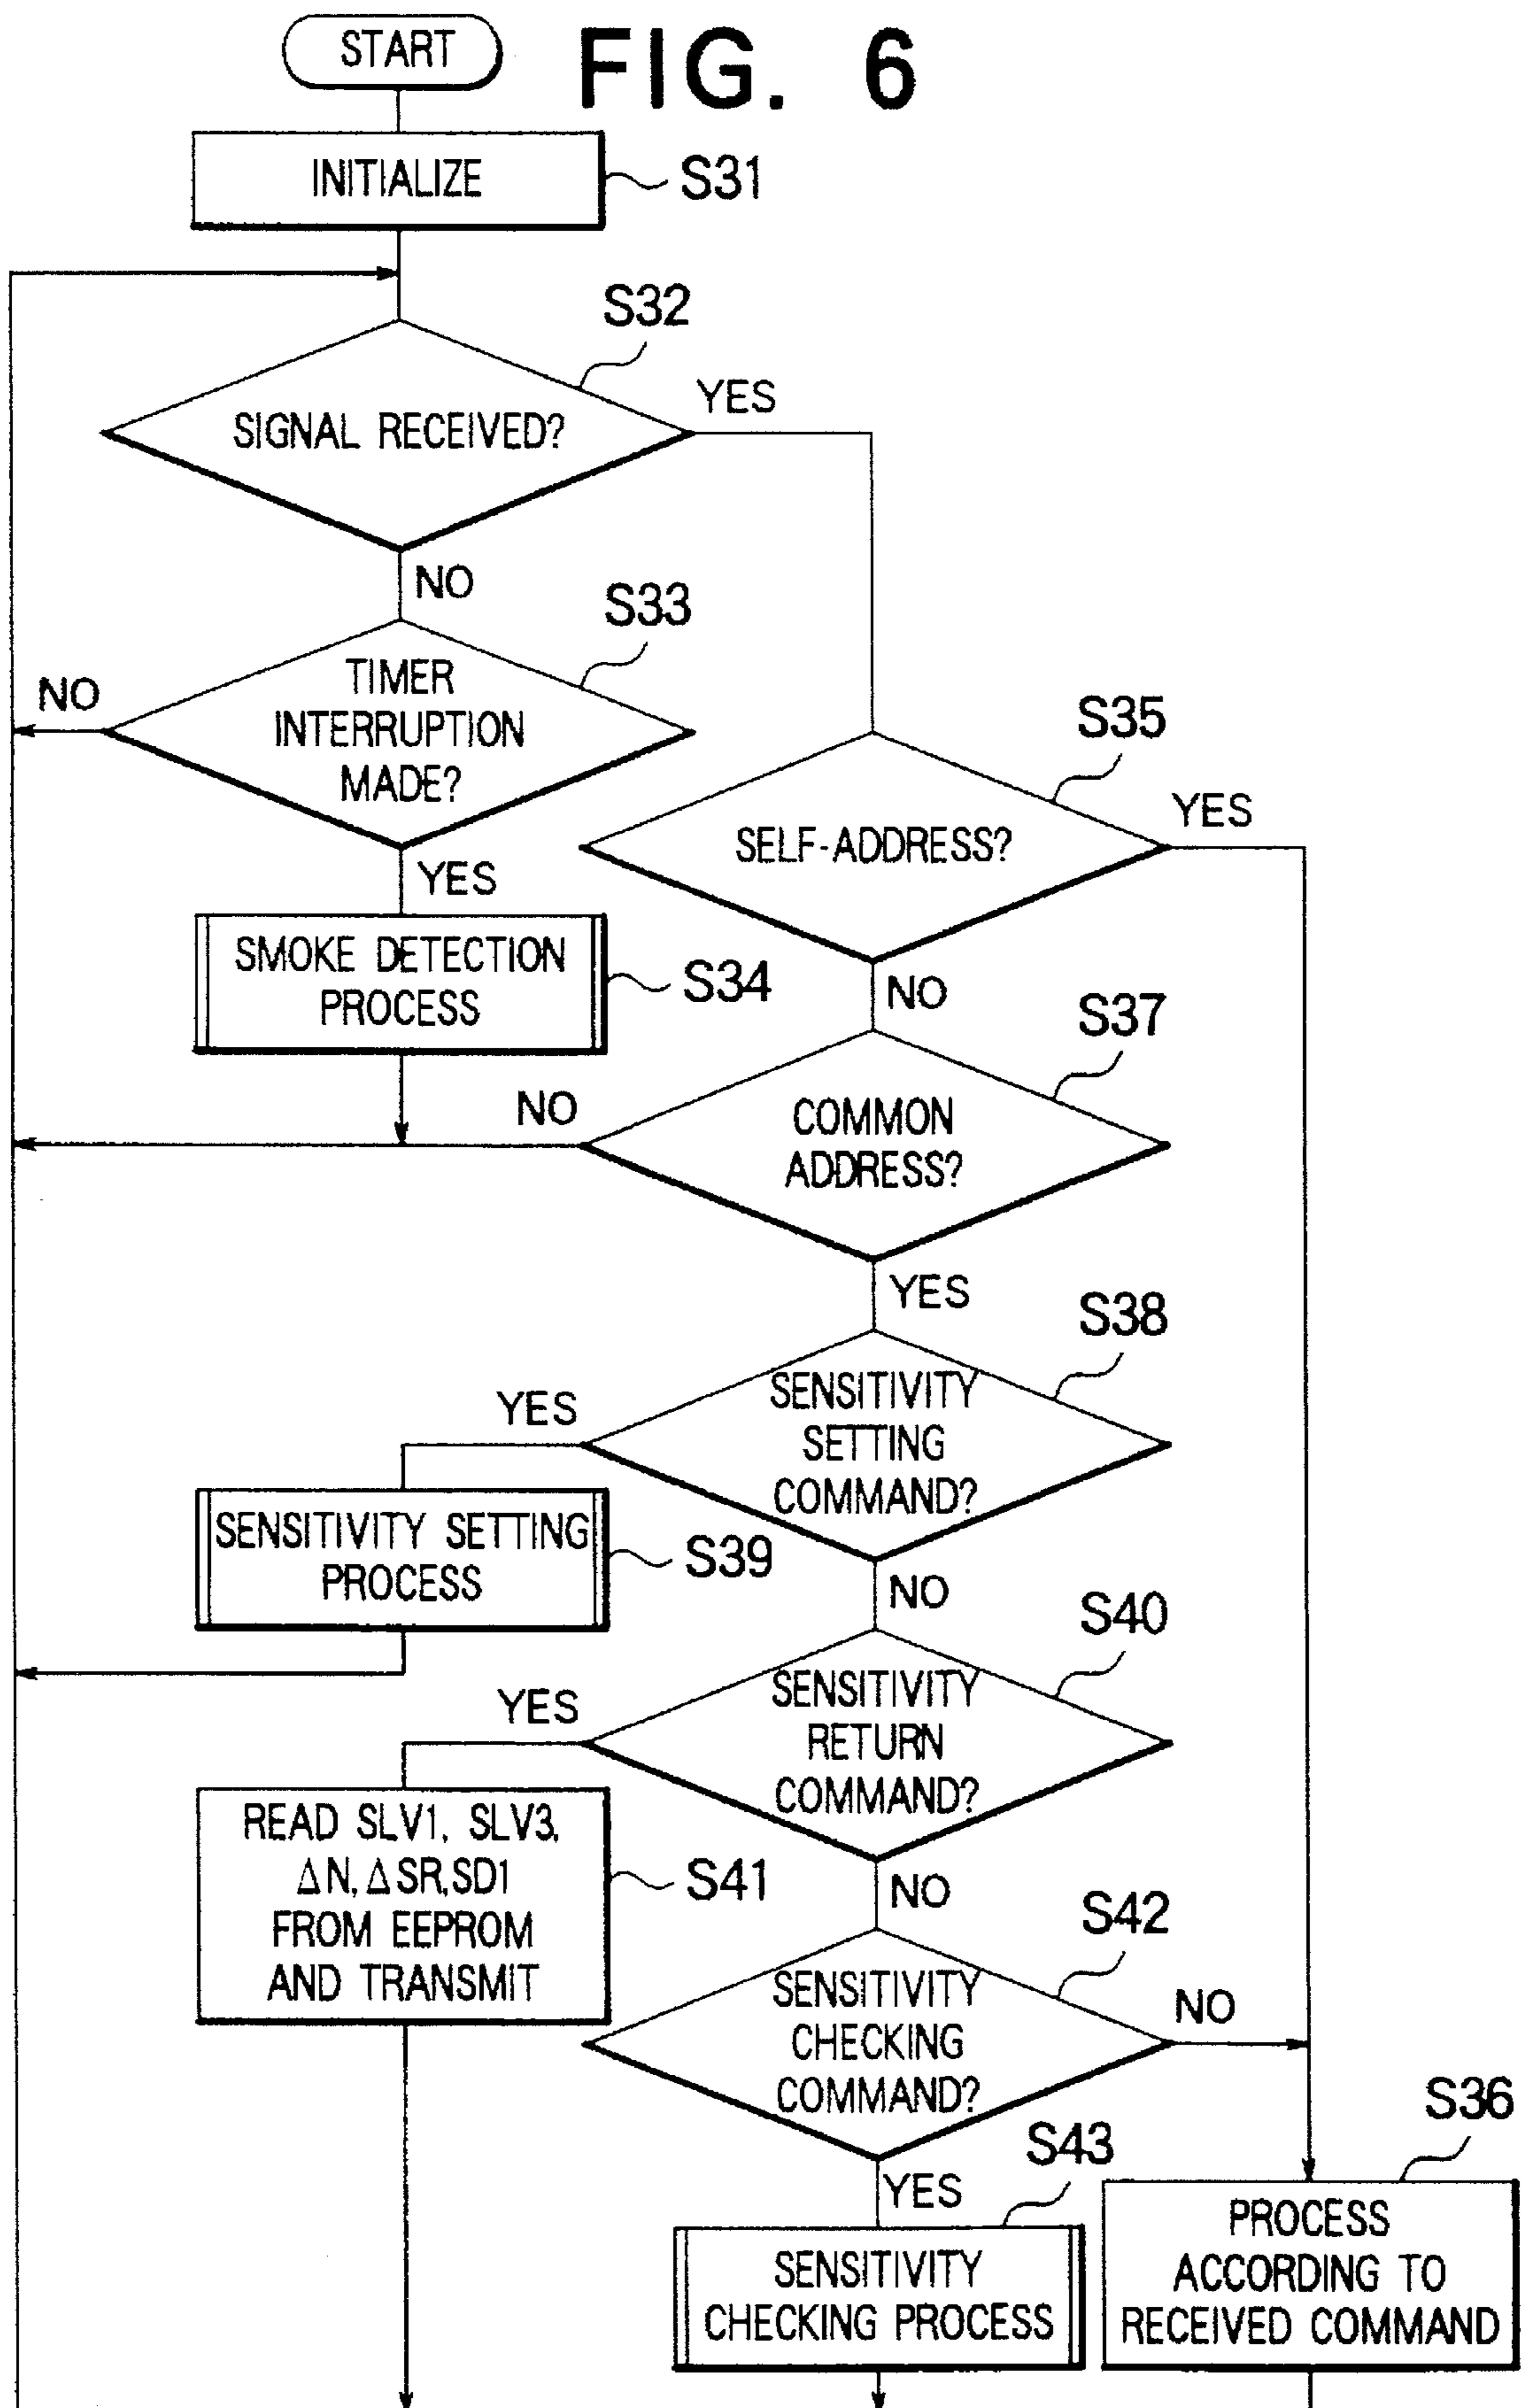 START
FIG. 6
INITIALIZE
S31
S32
SIGNAL RECEIVED?
YES
NO
S33
TIMER
INTERRUPTION
MADE?
NO
YES
S35
SELF-ADDRESS?
YES
NO
SMOKE DETECTION
PROCESS
S34
S37
COMMON
ADDRESS?
NO
YES
S38
SENSITIVITY
SETTING
COMMAND?
YES
NO
SENSITIVITY SETTING
PROCESS
S39
S40
SENSITIVITY
RETURN
COMMAND?
YES
NO
READ SLV1, SLV3,
ΔN, ΔSR, SD1
FROM EEPROM
AND TRANSMIT
S41
S42
SENSITIVITY
CHECKING
COMMAND?
NO
YES
S43
SENSITIVITY
CHECKING PROCESS
S36
PROCESS
ACCORDING TO
RECEIVED COMMAND